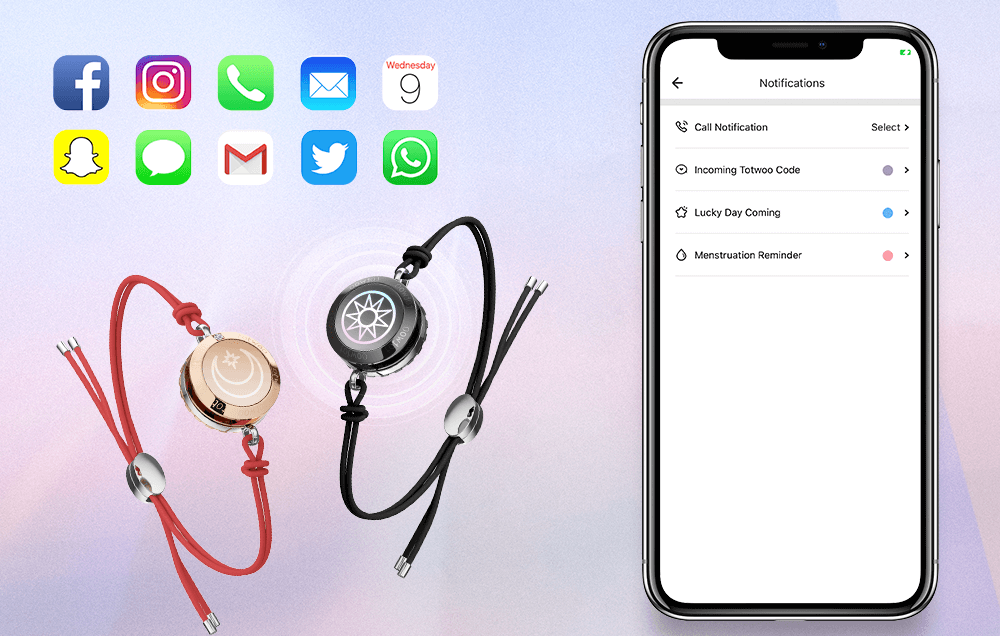 Wednesday
9
Notifications
Call Notification
Select
Incoming Totwoo Code
Lucky Day Coming
Menstruation Reminder